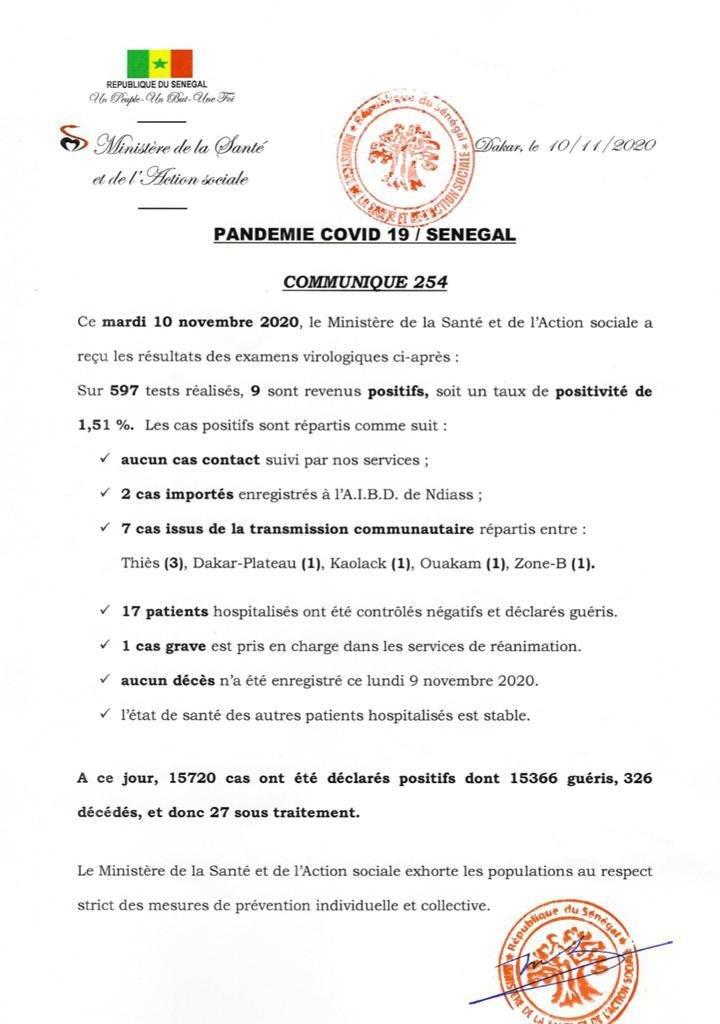 REPUBLIQUE DU SENEGAL
Un Peuple-Un But-Une Foi
Ministère de la Santé
et de l'Action sociale
République du Sénégal
MINISTERE DE LA SANTE ET DE L'ACTION SOCIALE
Dakar, le 10/11/2020
PANDEMIE COVID 19 / SENEGAL
COMMUNIQUE 254
Ce mardi 10 novembre 2020, le Ministère de la Santé et de l'Action sociale a
reçu les résultats des examens virologiques ci-après :
Sur 597 tests réalisés, 9 sont revenus positifs, soit un taux de positivité de
1,51 %. Les cas positifs sont répartis comme suit :
✓ aucun cas contact suivi par nos services ;
✓ 2 cas importés enregistrés à l'A.I.B.D. de Ndiass ;
✓ 7 cas issus de la transmission communautaire répartis entre :
Thiès (3), Dakar-Plateau (1), Kaolack (1), Ouakam (1), Zone-B (1).
✓ 17 patients hospitalisés ont été contrôlés négatifs et déclarés guéris.
✓ 1 cas grave est pris en charge dans les services de réanimation.
✓ aucun décès n'a été enregistré ce lundi 9 novembre 2020.
✓ l'état de santé des autres patients hospitalisés est stable.
A ce jour, 15720 cas ont été déclarés positifs dont 15366 guéris, 326
décédés, et donc 27 sous traitement.
Le Ministère de la Santé et de l'Action sociale exhorte les populations au respect
strict des mesures de prévention individuelle et collective.
République du Sénégal
MINISTERE DE LA SANTE ET DE L'ACTION SOCIALE